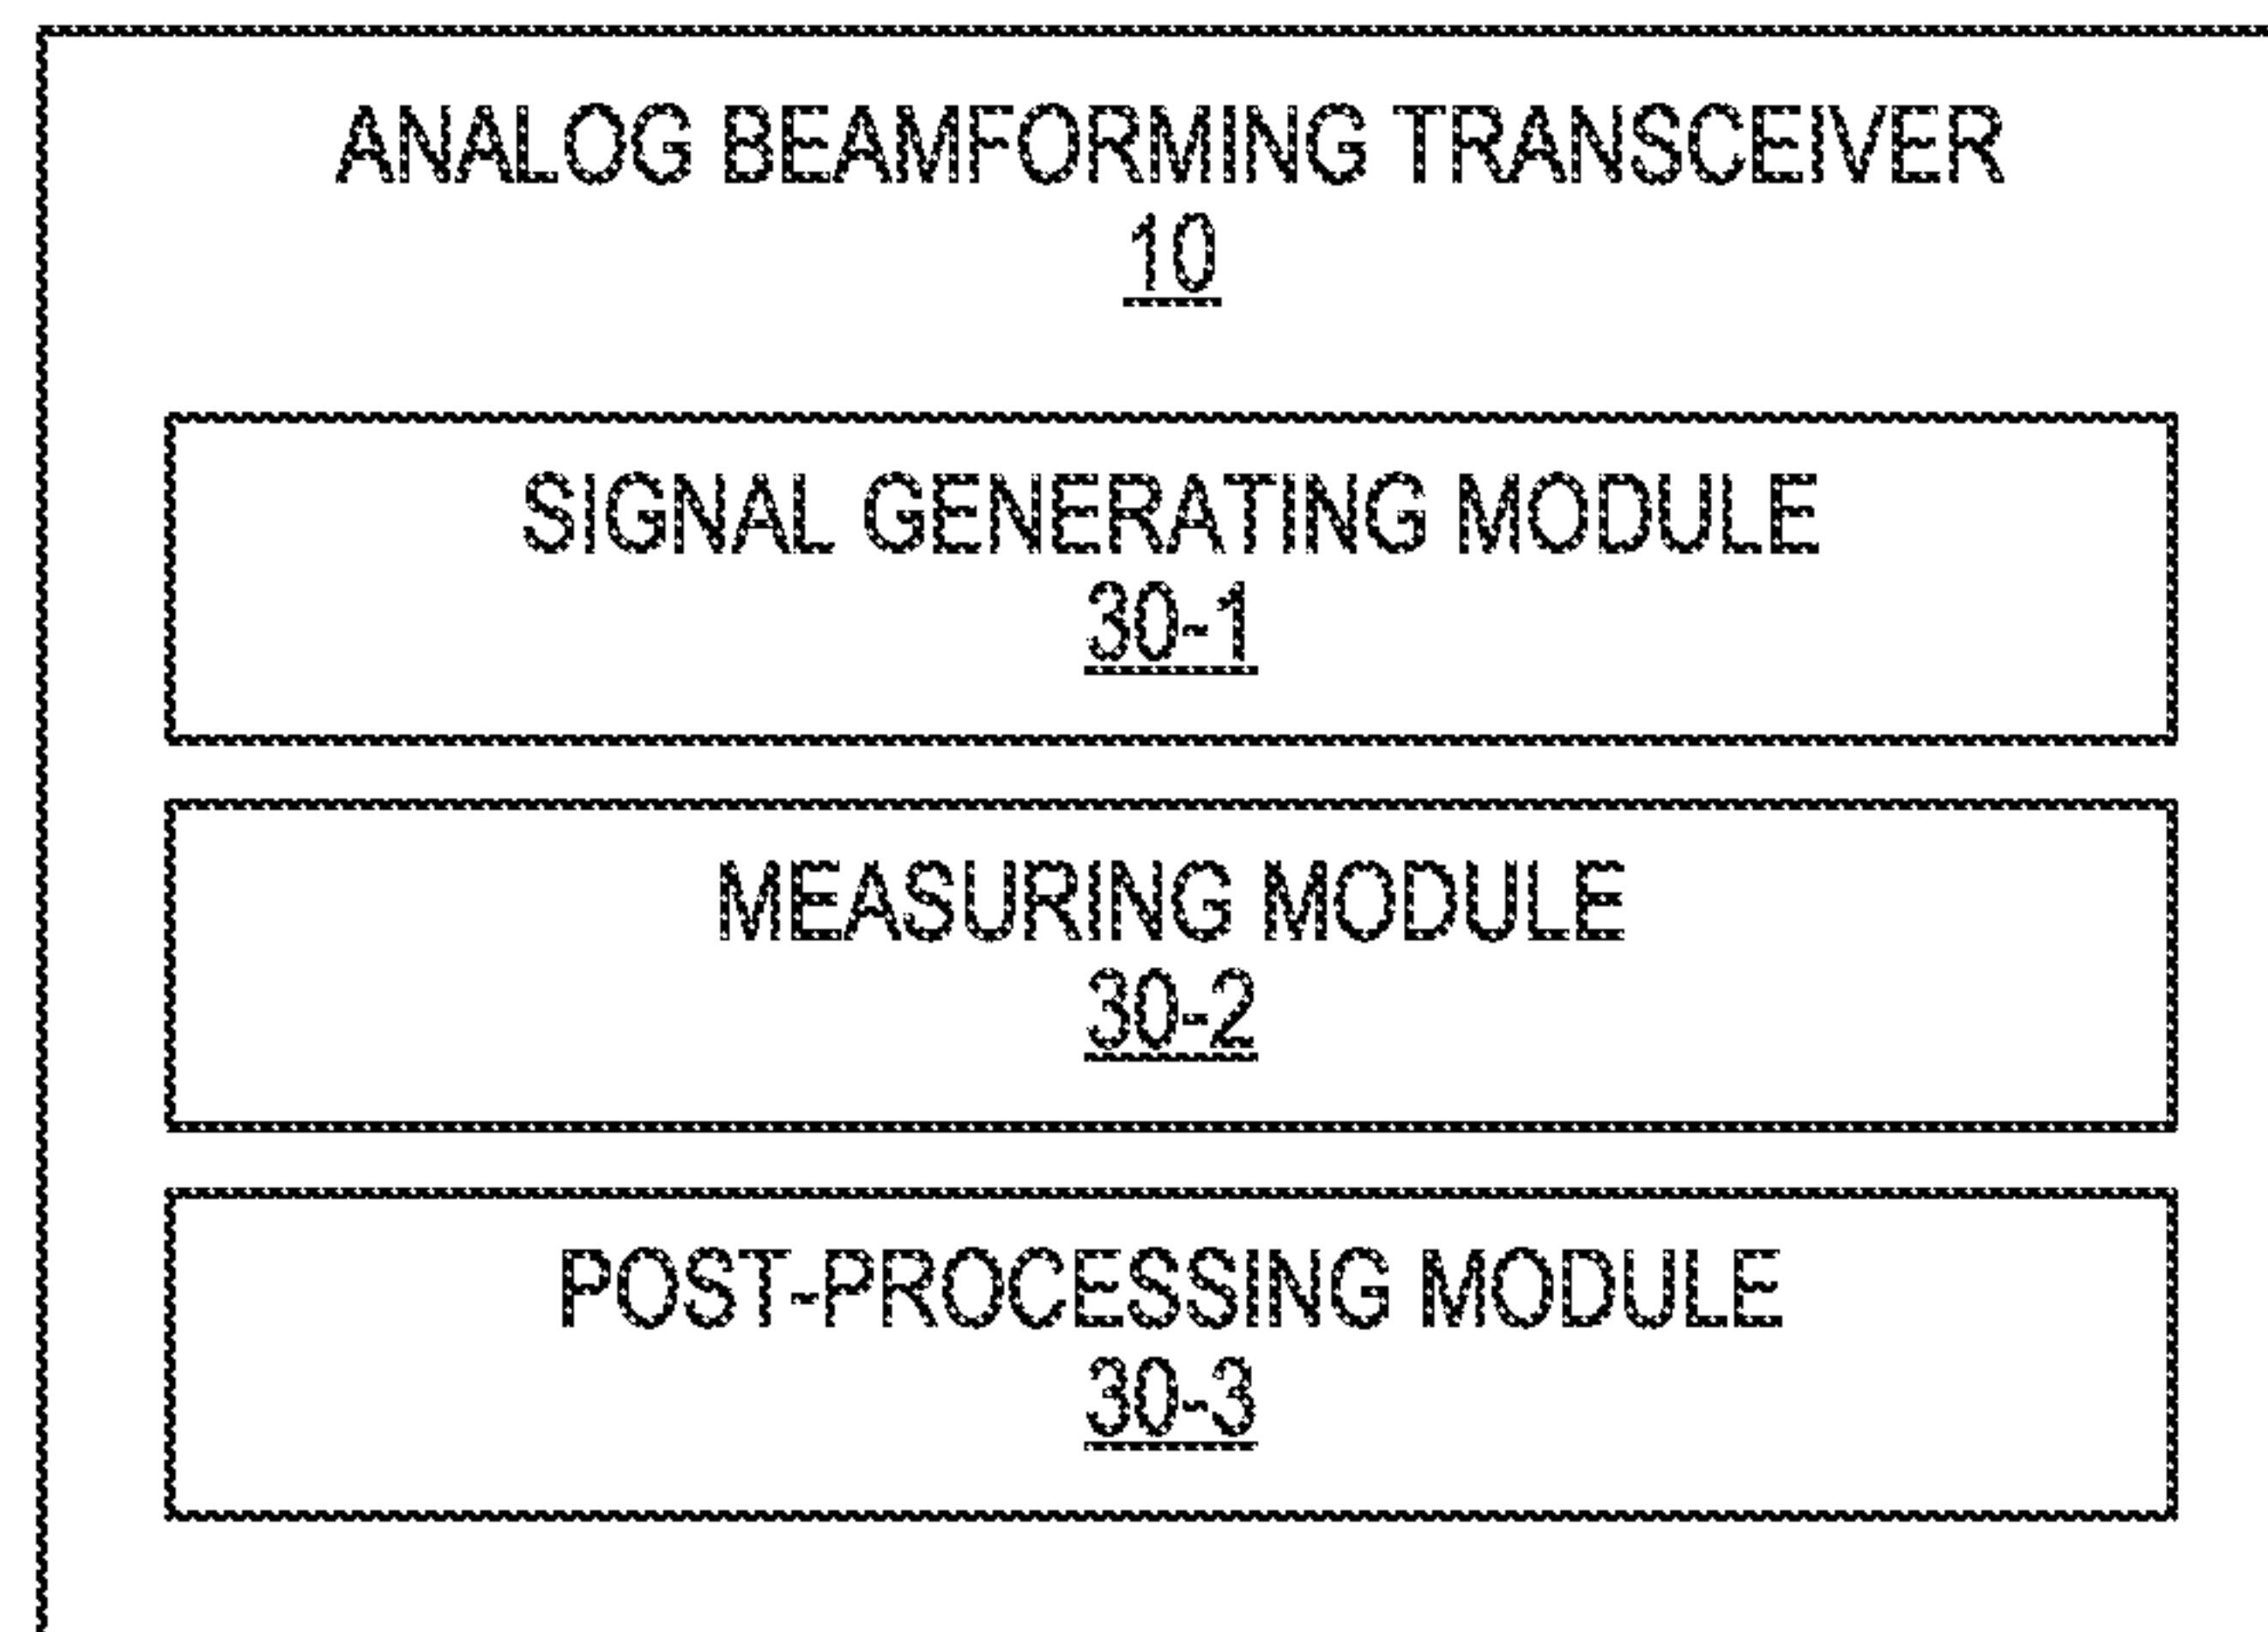 ANALOG BEAMFORMING TRANSCEIVER
10
SIGNAL GENERATING MODULE
30-1
MEASURING MODULE
30-2
POST-PROCESSING MODULE
30-3